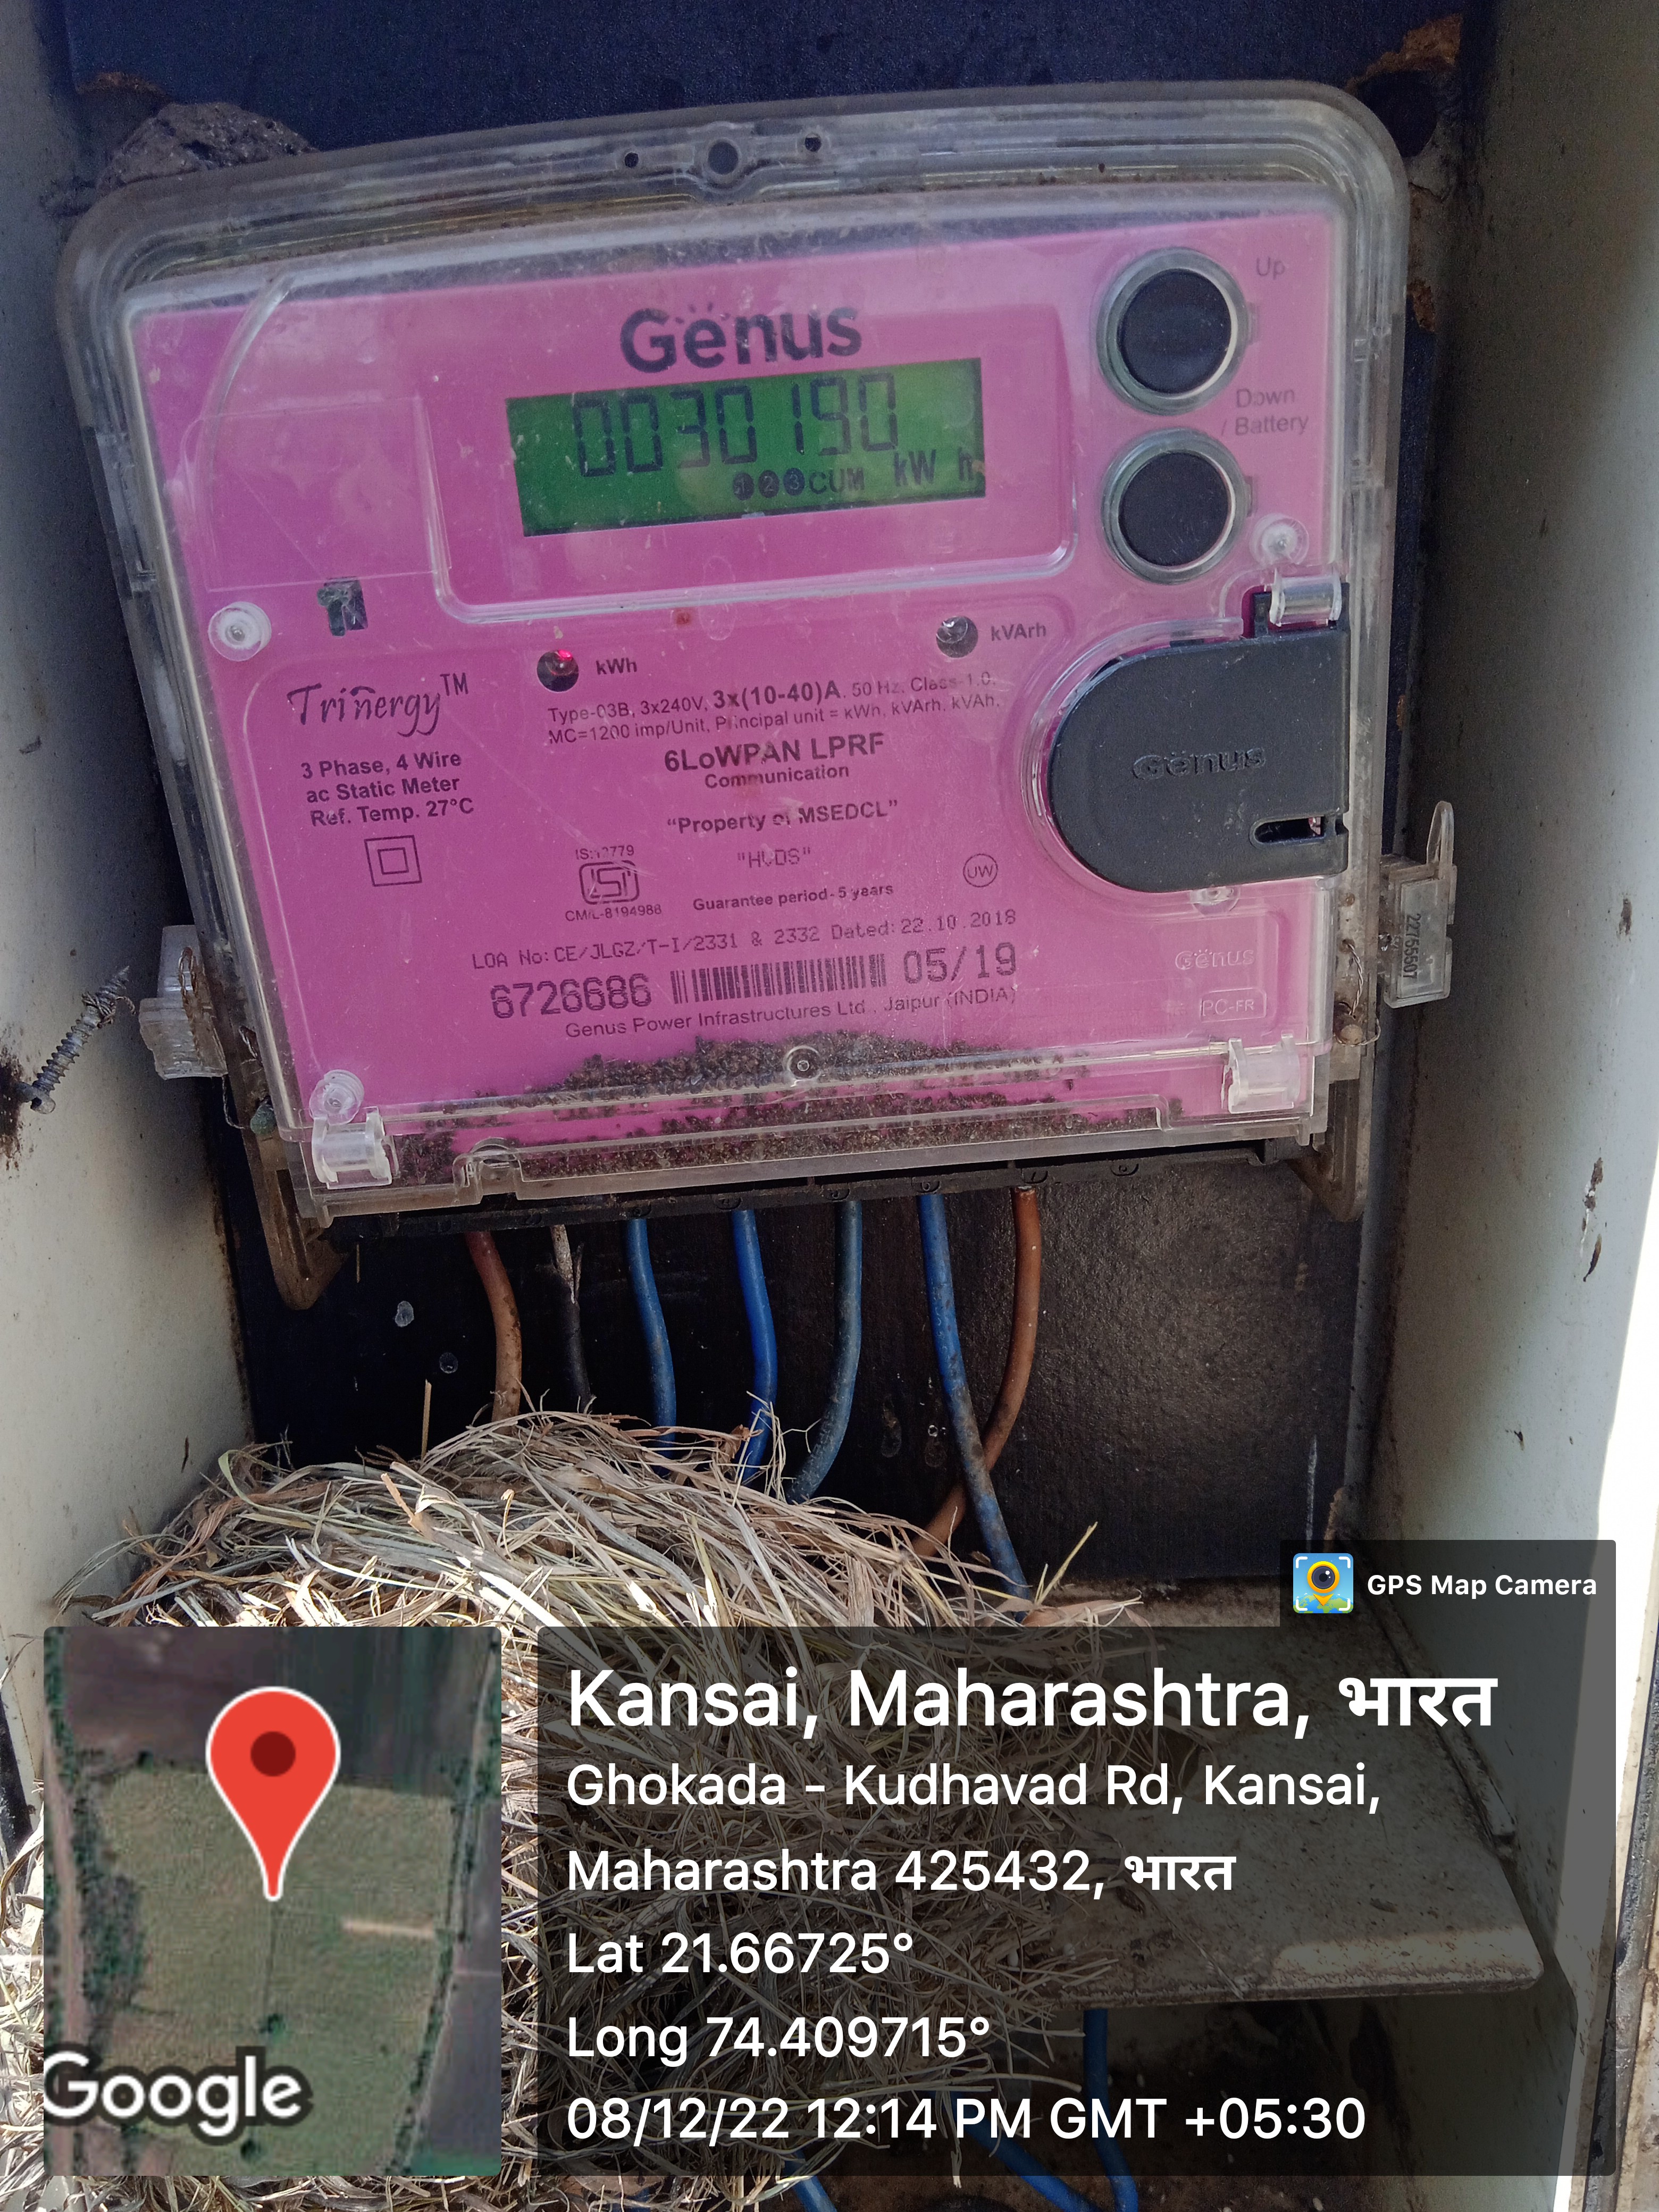 Genus
Up
Down
/ Battery
0030190
123CUM kW h
kWh
kVArh
Trinergy™
3 Phase, 4 Wire
ac Static Meter
Ref. Temp. 27°C
Type-03B, 3x240V, 3x(10-40)A. 50 Hz. Class-1.0.
MC=1200 imp/Unit, Principal unit = kWh, kVArh, kVAh.
6LoWPAN LPRF
Communication
"Property of MSEDCL"
"HVDS"
Guarantee period- 5 years
ISI
CM/L-8194988
UW
LOA No: CE/JLGZ/T-I/2331 & 2332 Dated: 22.10.2018
6726686 05/19
Genus Power Infrastructures Ltd., Jaipur (INDIA)
Genus
Genus
PC-FR
22755507
GPS Map Camera
Kansai, Maharashtra, भारत
Ghokada - Kudhavad Rd, Kansai,
Maharashtra 425432, भारत
Lat 21.66725°
Long 74.409715°
08/12/22 12:14 PM GMT +05:30
Google